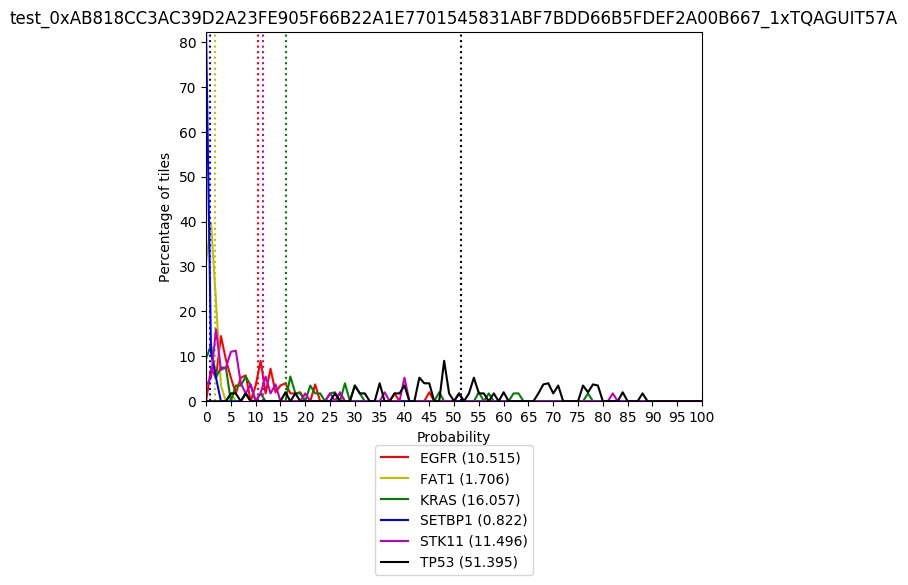 test_0xAB818CC3AC39D2A23FE905F66B22A1E7701545831ABF7BDD66B5FDEF2A00B667_1xTQAGUIT57A
80
70
60
50
40
30
20
10
0
Percentage of tiles
0 5 10 15 20 25 30 35 40 45 50 55 60 65 70 75 80 85 90 95 100
Probability
EGFR (10.515)
FAT1 (1.706)
KRAS (16.057)
SETBP1 (0.822)
STK11 (11.496)
TP53 (51.395)